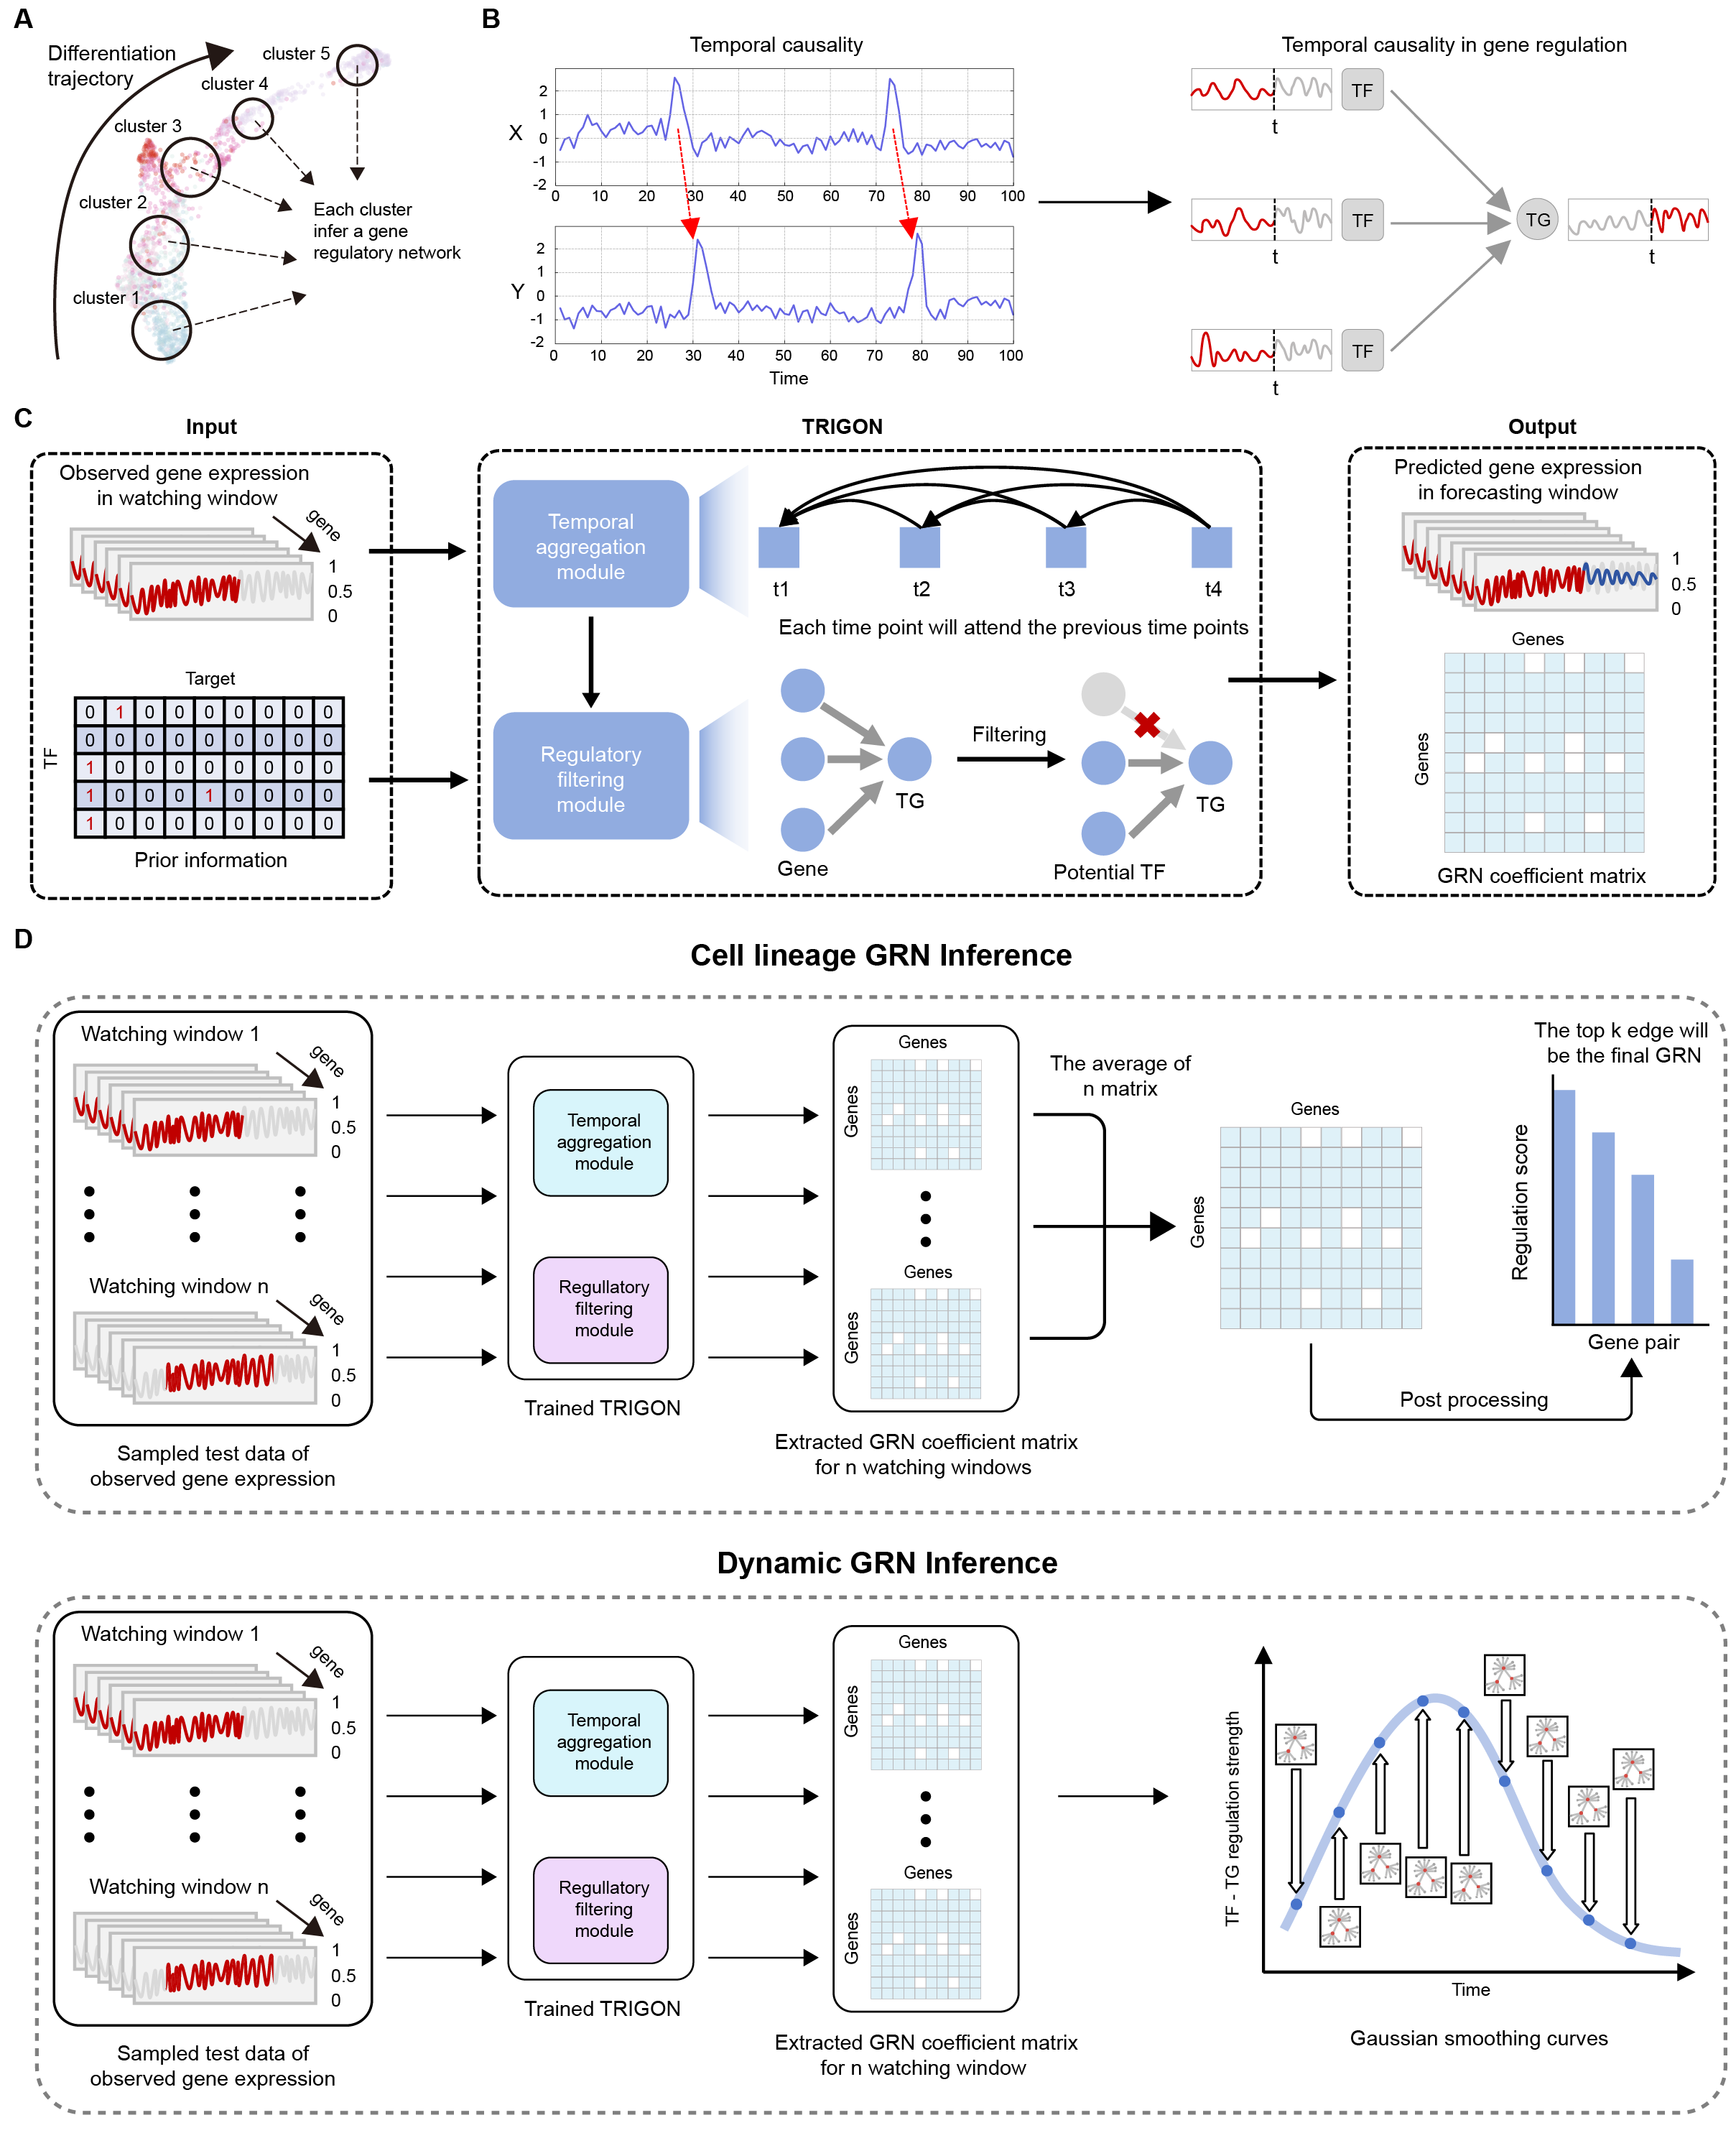 A
Differentiation
trajectory
cluster 5
cluster 4
cluster 3
cluster 2
cluster 1
Each cluster
infer a gene
regulatory network
B
Temporal causality
X
2
1
0
-1
-2
0 10 20 30 40 50 60 70 80 90 100
Y
2
1
0
-1
-2
0 10 20 30 40 50 60 70 80 90 100
Time
Temporal causality in gene regulation
TF
t
TF
t
TF
t
TG
t
C
Input
Observed gene expression
in watching window
gene
1
0.5
0
Target
TF
0 1 0 0 0 0 0 0 0
0 0 0 0 0 0 0 0 0
1 0 0 0 0 0 0 0 0
1 0 0 0 1 0 0 0 0
1 0 0 0 0 0 0 0 0
Prior information
TRIGON
Temporal
aggregation
module
t1 t2 t3 t4
Each time point will attend the previous time points
Regulatory
filtering
module
TG
Gene
Filtering
TG
Potential TF
Output
Predicted gene expression
in forecasting window
1
0.5
0
Genes
Genes
GRN coefficient matrix
D
Cell lineage GRN Inference
Watching window 1
gene
1
0.5
0
Watching window n
gene
1
0.5
0
Sampled test data of
observed gene expression
Temporal
aggregation
module
Regullatory
filtering
module
Trained TRIGON
Genes
Genes
Genes
Genes
Extracted GRN coefficient matrix
for n watching windows
The average of
n matrix
Genes
Genes
Post processing
The top k edge will
be the final GRN
Regulation score
Gene pair
Dynamic GRN Inference
Watching window 1
gene
1
0.5
0
Watching window n
gene
1
0.5
0
Sampled test data of
observed gene expression
Temporal
aggregation
module
Regullatory
filtering
module
Trained TRIGON
Genes
Genes
Genes
Genes
Extracted GRN coefficient matrix
for n watching window
TF - TG regulation strength
Time
Gaussian smoothing curves